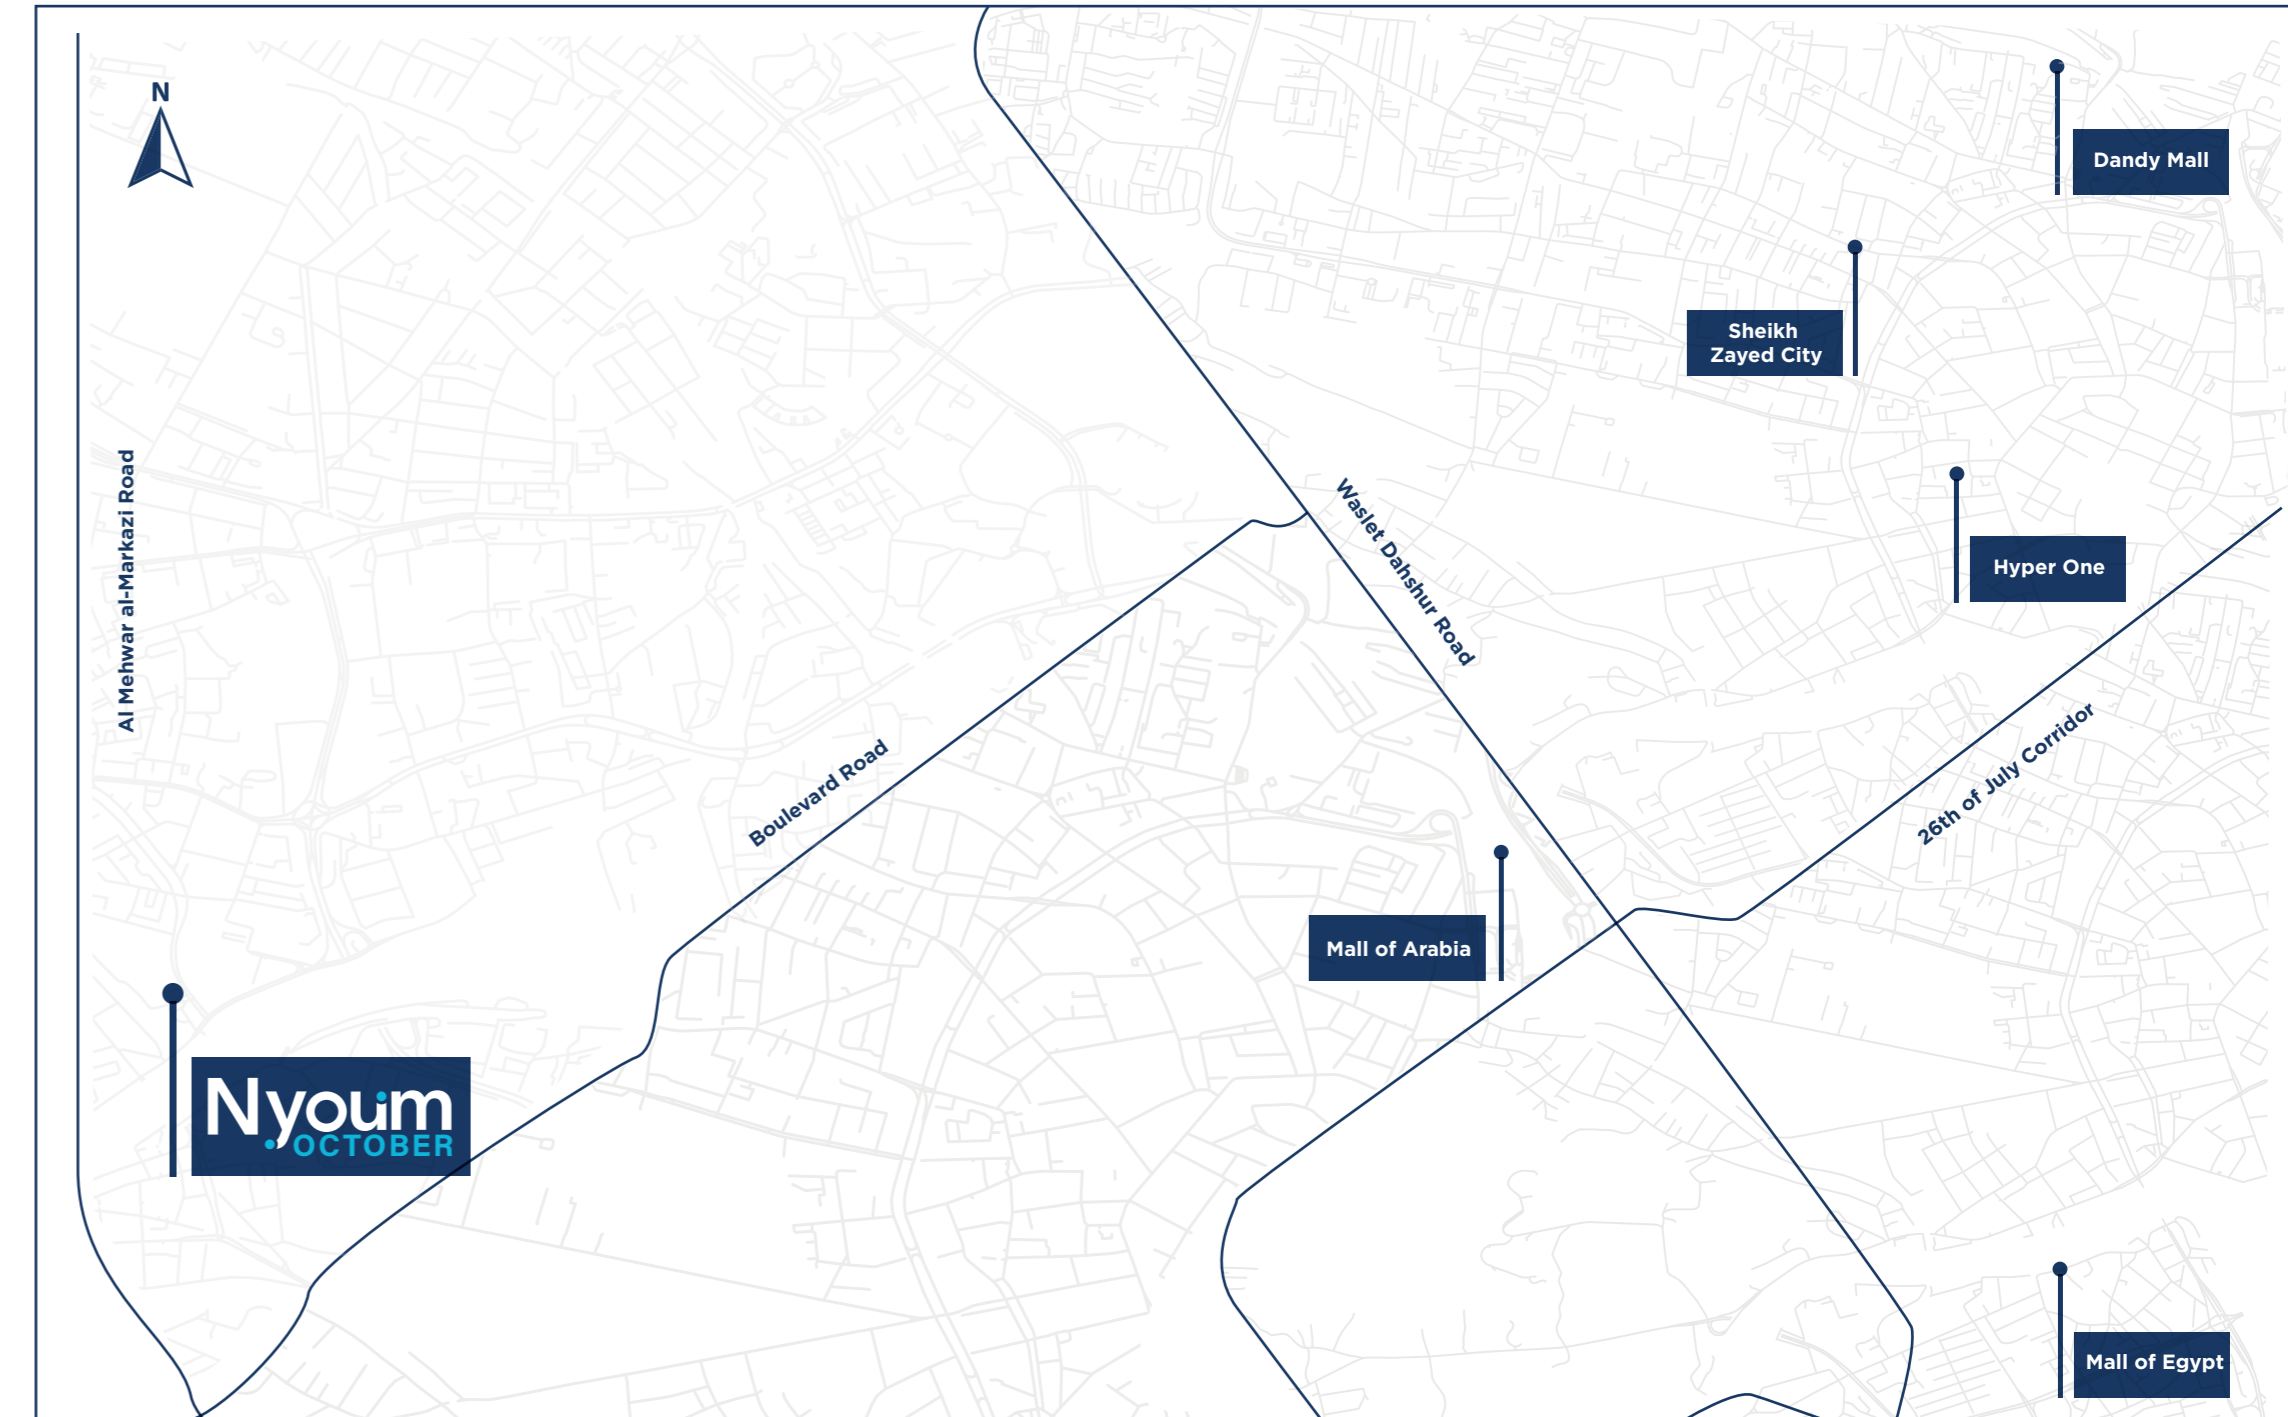 N
Dandy Mall
Sheikh
Zayed City
Al Mehwar al-Markazi Road
Waslet Dahshur Road
Hyper One
Boulevard Road
26th of July Corridor
Mall of Arabia
Nyoum
OCTOBER
Mall of Egypt